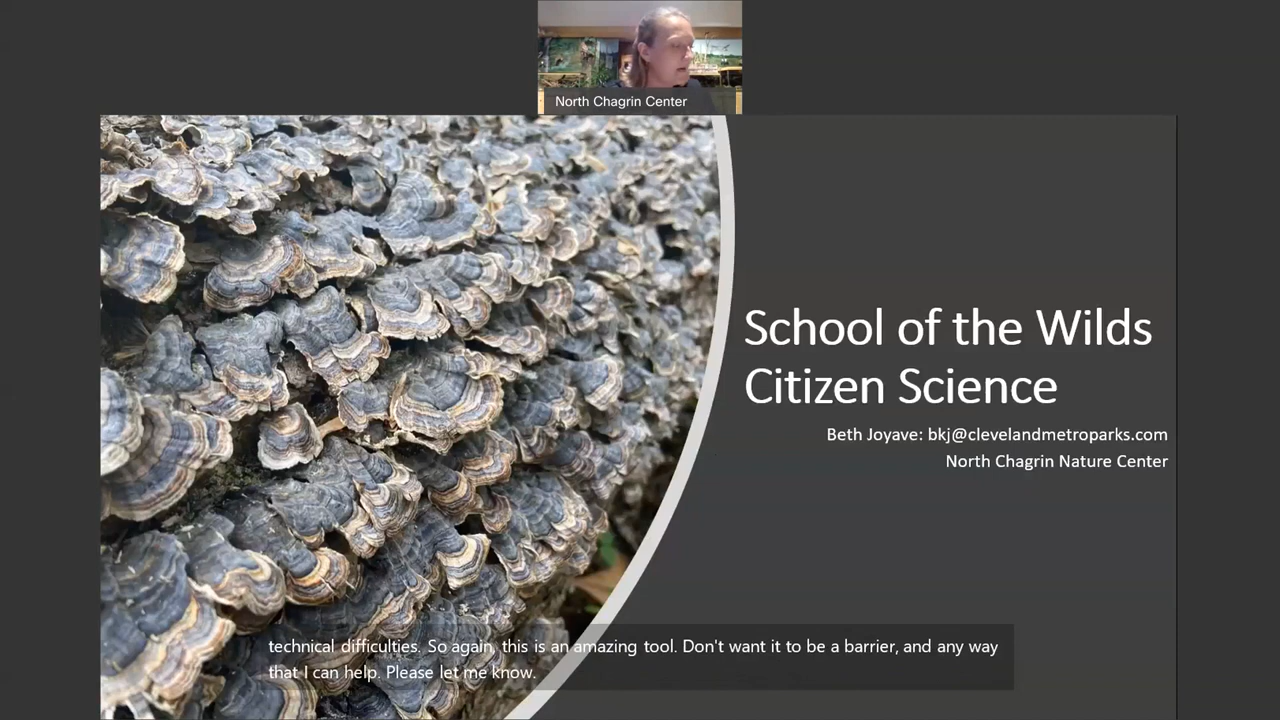 North Chagrin Center
School of the Wilds
Citizen Science
Beth Joyave: bkj@clevelandmetroparks.com
North Chagrin Nature Center
technical difficulties. So again, this is an amazing tool. Don't want it to be a barrier, and any way
that I can help. Please let me know.